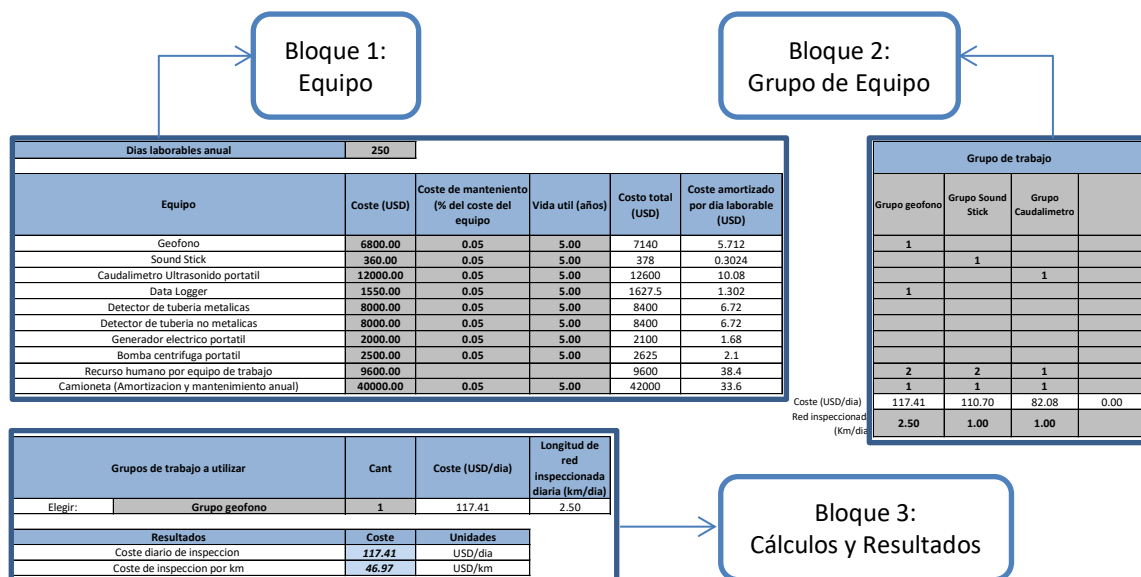 Bloque 1:
Equipo
Bloque 2:
Grupo de Equipo
Dias laborables anual 250
Equipo Coste (USD) Coste de mantenimiento (% del coste del equipo Vida util (años) Costo total (USD) Coste amortizado por dia laborable (USD)
Geofono 6800.00 0.05 5.00 7140 5.712
Sound Stick 360.00 0.05 5.00 378 0.3024
Caudalimetro Ultrasonido portatil 12000.00 0.05 5.00 12600 10.08
Data Logger 1550.00 0.05 5.00 1627.5 1.302
Detector de tuberia metalicas 8000.00 0.05 5.00 8400 6.72
Detector de tuberia no metalicas 8000.00 0.05 5.00 8400 6.72
Generador electrico portatil 2000.00 0.05 5.00 2100 1.68
Bomba centrifuga portatil 2500.00 0.05 5.00 2625 2.1
Recurso humano por equipo de trabajo 9600.00 9600 38.4
Camioneta (Amortizacion y mantenimiento anual) 40000.00 0.05 5.00 42000 33.6
Grupo de trabajo
Grupo geofono Grupo Sound Stick Grupo Caudalimetro
1
1
1
1
2 2 1
1 1 1
Coste (USD/dia) 117.41 110.70 82.08 0.00
Red inspeccionada (Km/dia 2.50 1.00 1.00
Grupos de trabajo a utilizar Cant Coste (USD/dia) Longitud de red inspeccionada diaria (km/dia)
Elegir: Grupo geofono 1 117.41 2.50
Resultados Coste Unidades
Coste diario de inspeccion 117.41 USD/dia
Coste de inspeccion por km 46.97 USD/km
Bloque 3:
Cálculos y Resultados